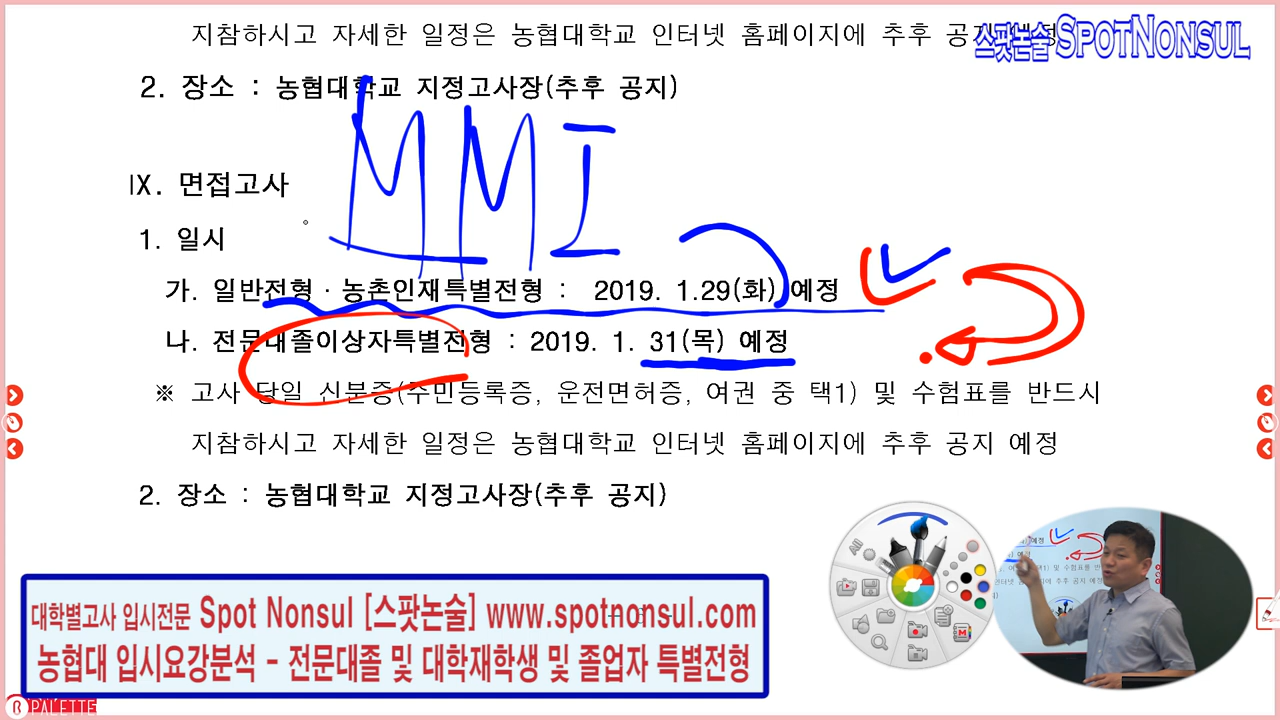 지참하시고 자세한 일정은 농협대학교 인터넷 홈페이지에 추후 공지 예정
스팟논술 SPOTNONSUL
2. 장소 : 농협대학교 지정고사장(추후 공지)
MMI
Ⅸ. 면접고사
1. 일시
가. 일반전형·농촌인재특별전형 : 2019. 1.29(화) 예정
나. 전문대졸이상자특별전형 : 2019. 1. 31(목) 예정
※ 고사 당일 신분증(주민등록증, 운전면허증, 여권 중 택1) 및 수험표를 반드시
지참하시고 자세한 일정은 농협대학교 인터넷 홈페이지에 추후 공지 예정
2. 장소 : 농협대학교 지정고사장(추후 공지)
All
대학별고사 입시전문 Spot Nonsul [스팟논술] www.spotnonsul.com
농협대 입시요강분석 - 전문대졸 및 대학재학생 및 졸업자 특별전형
PALETTE